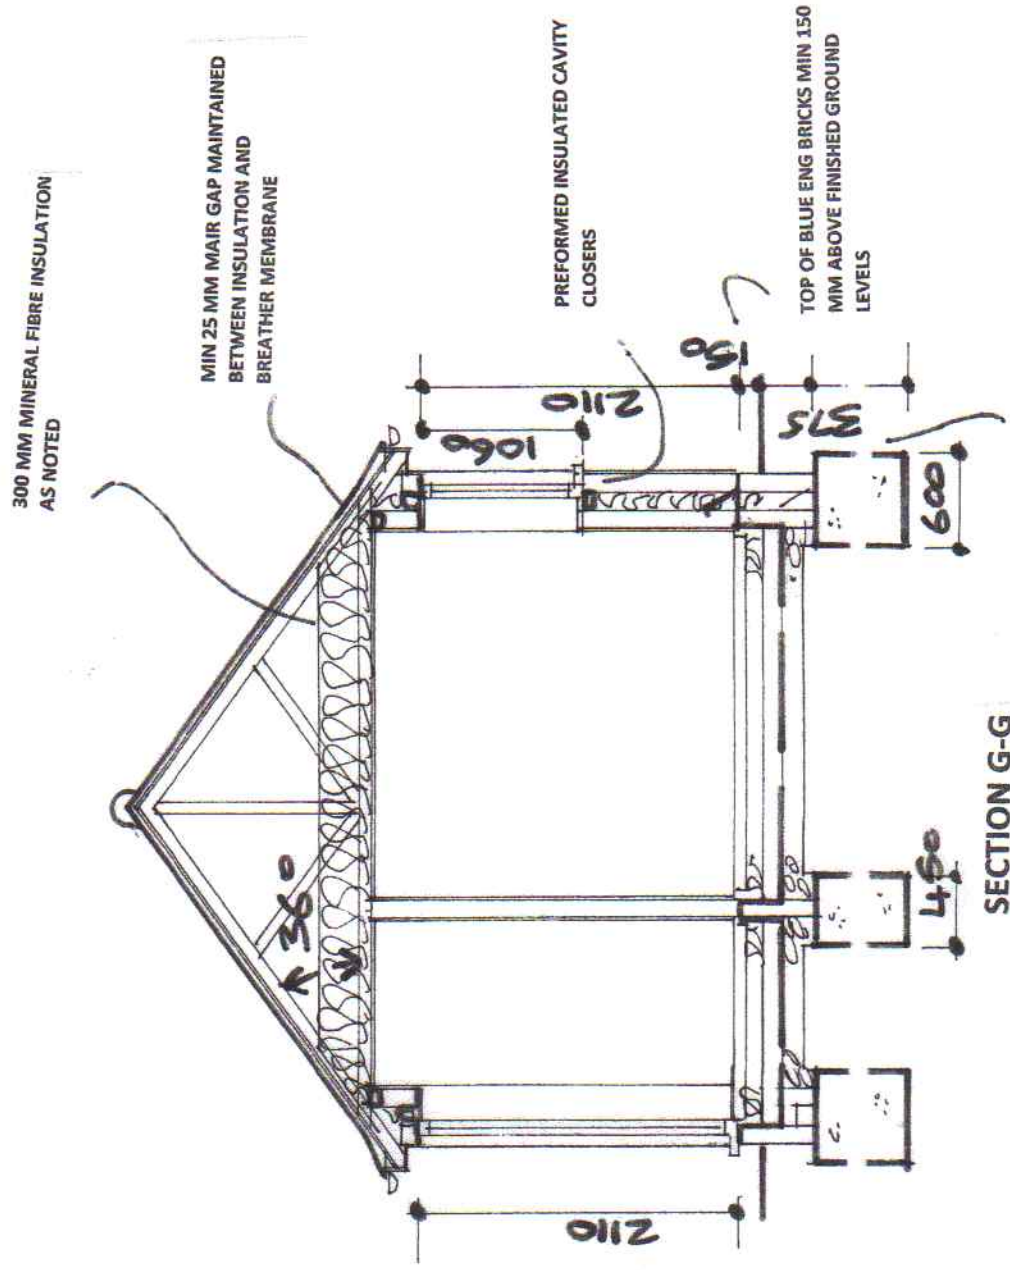 300 MM MINERAL FIBRE INSULATION
AS NOTED
MIN 25 MM MAIR GAP MAINTAINED
BETWEEN INSULATION AND
BREATHER MEMBRANE
PREFORMED INSULATED CAVITY
CLOSERS
TOP OF BLUE ENG BRICKS MIN 150
MM ABOVE FINISHED GROUND
LEVELS
36°
2110
1060
2110
150
375
600
450
SECTION G-G